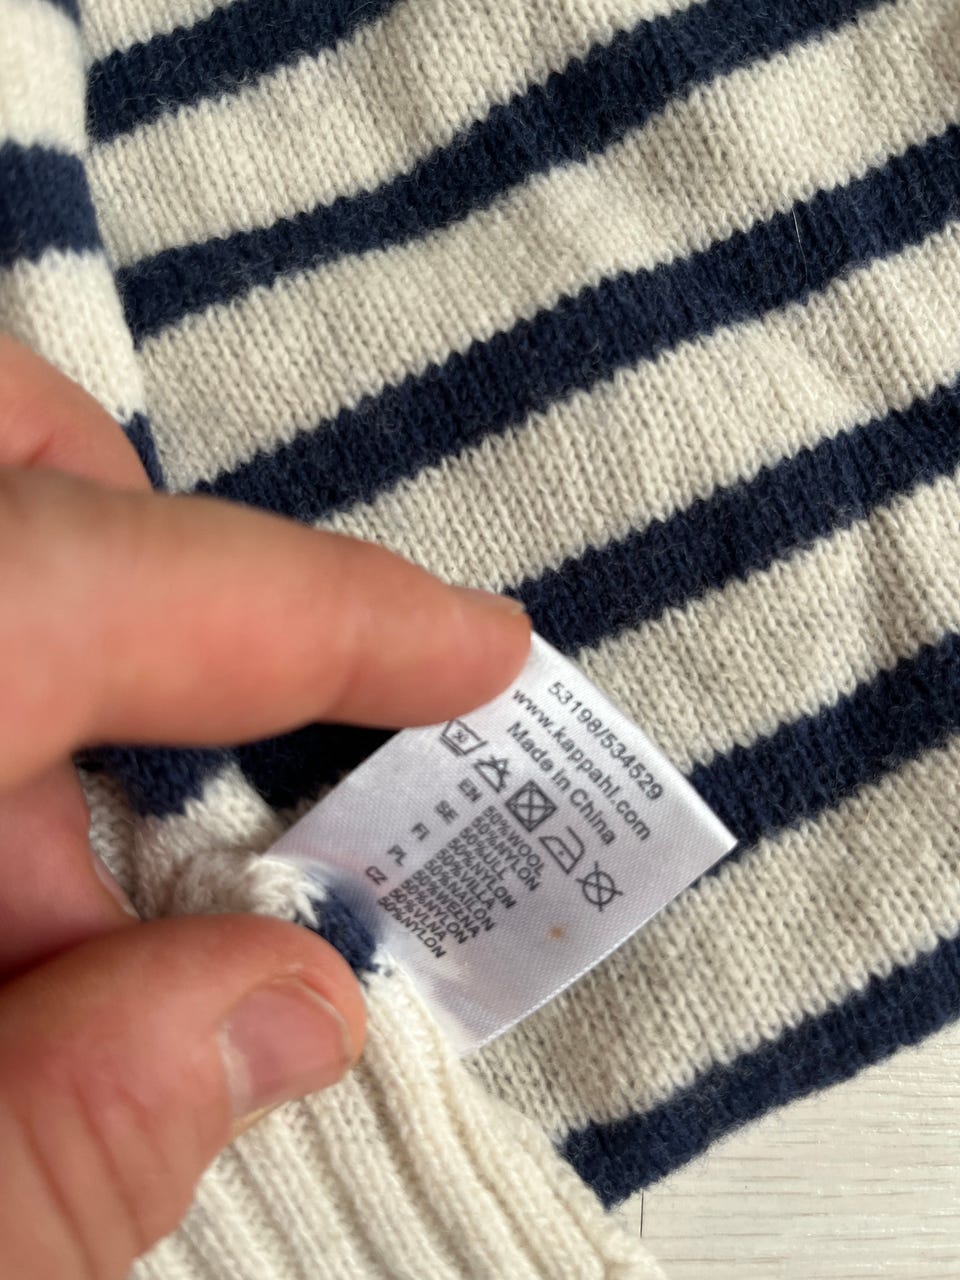 53198/534529
www.kappahl.com
Made in China
EN 50%WOOL
50%NYLON
SE 50%ULL
50%NYLON
FI 50%VILLA
50%NAILON
PL 50%WEŁNA
50%NYLON
CZ 50%VLNA
50%NYLON